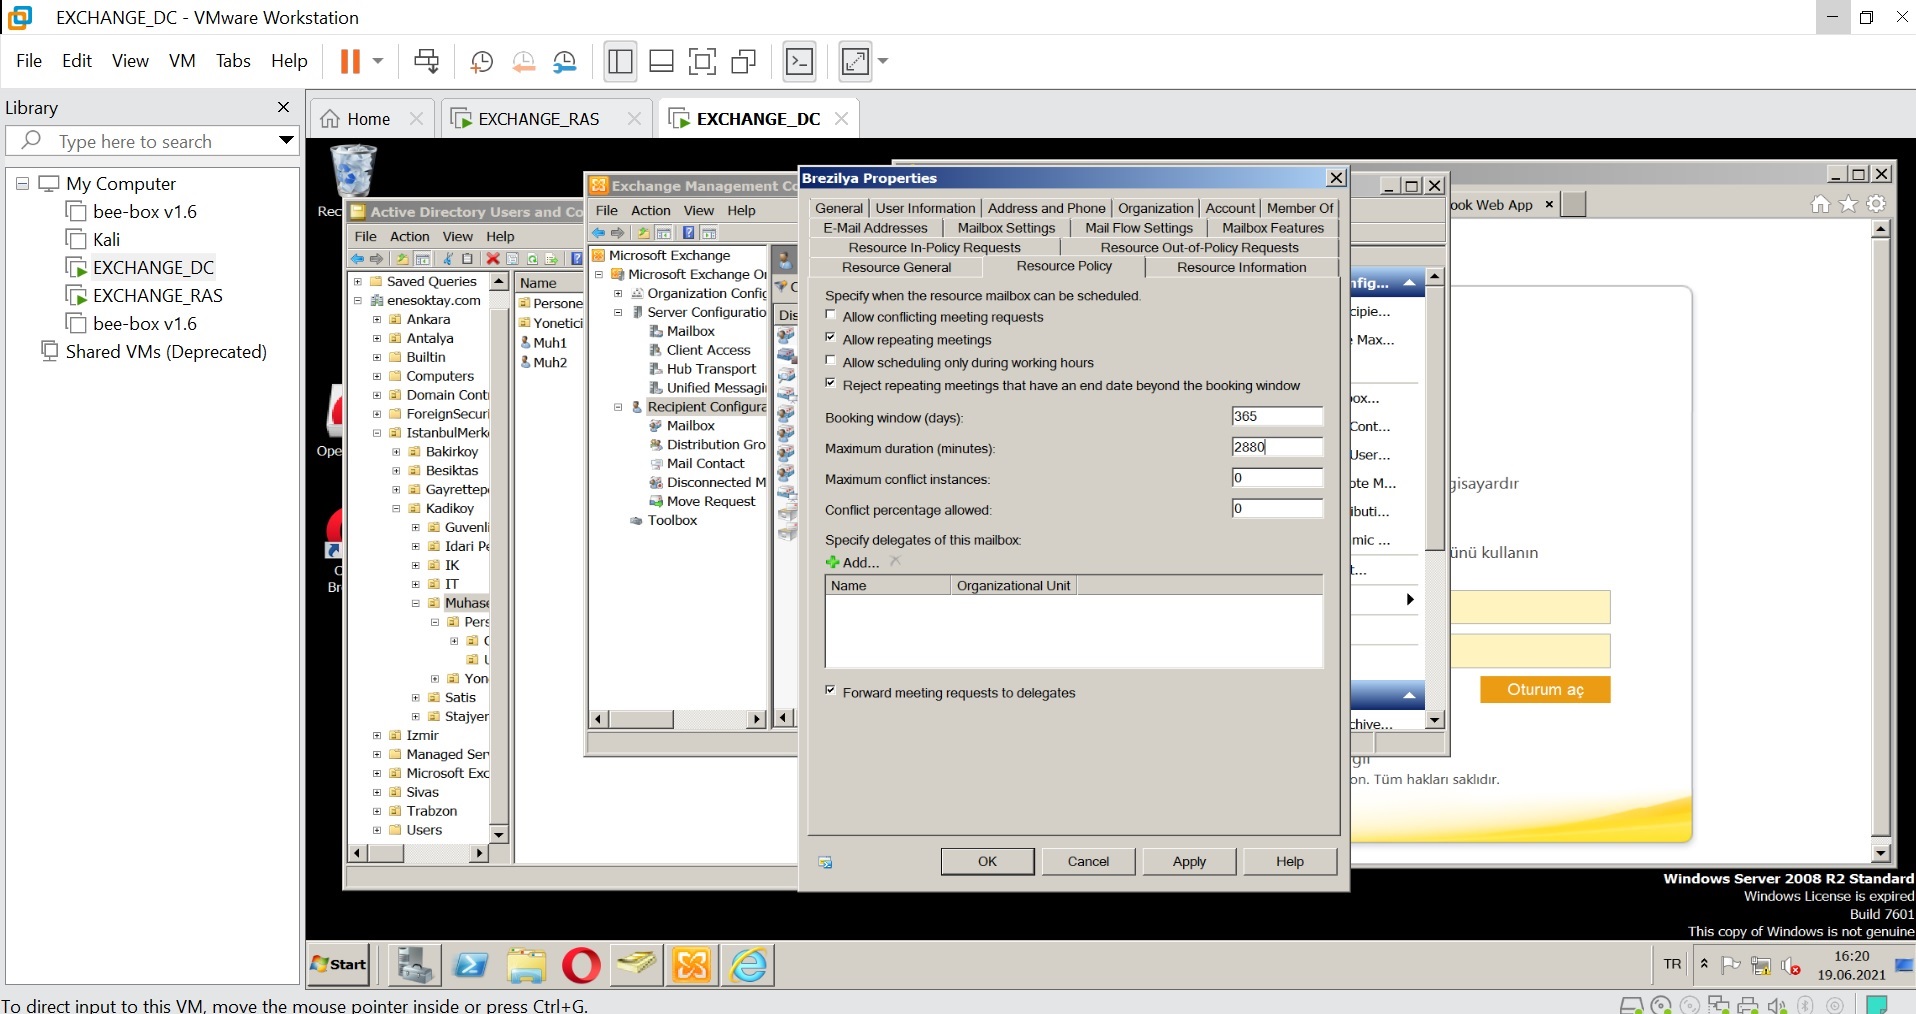 EXCHANGE_DC - VMware Workstation
File Edit View VM Tabs Help
Library
Type here to search
My Computer
bee-box v1.6
Kali
EXCHANGE_DC
EXCHANGE_RAS
bee-box v1.6
Shared VMs (Deprecated)
Home
EXCHANGE_RAS
EXCHANGE_DC
Rec
Ope
Active Directory Users and Co
File Action View Help
Saved Queries
enesoktay.com
Ankara
Antalya
Builtin
Computers
Domain Cont
ForeignSecuri
IstanbulMerk
Bakirkoy
Besiktas
Gayrettep
Kadikoy
Guvenli
Idari Pe
IK
IT
Muhase
Pers
Yon
Satis
Stajyer
Izmir
Managed Ser
Microsoft Exc
Sivas
Trabzon
Users
Name
Persone
Yonetici
Muh1
Muh2
Exchange Management Co
File Action View Help
Microsoft Exchange
Microsoft Exchange On
Organization Config
Server Configuratio
Mailbox
Client Access
Hub Transport
Unified Messagi
Recipient Configura
Mailbox
Distribution Gro
Mail Contact
Disconnected M
Move Request
Toolbox
Dis
Brezilya Properties
General User Information Address and Phone Organization Account Member Of
E-Mail Addresses Mailbox Settings Mail Flow Settings Mailbox Features
Resource In-Policy Requests Resource Out-of-Policy Requests
Resource General Resource Policy Resource Information
Specify when the resource mailbox can be scheduled.
Allow conflicting meeting requests
Allow repeating meetings
Allow scheduling only during working hours
Reject repeating meetings that have an end date beyond the booking window
Booking window (days): 365
Maximum duration (minutes): 2880
Maximum conflict instances: 0
Conflict percentage allowed: 0
Specify delegates of this mailbox:
Add...
Name Organizational Unit
Forward meeting requests to delegates
OK Cancel Apply Help
nfig...
cipie...
Max...
ox...
Cont...
User...
ote M...
ibuti...
mic ...
t...
chive...
ook Web App
gisayardır
ünü kullanın
Oturum aç
on. Tüm hakları saklıdır.
Windows Server 2008 R2 Standard
Windows License is expired
Build 7601
This copy of Windows is not genuine
Start
TR
16:20
19.06.2021
To direct input to this VM, move the mouse pointer inside or press Ctrl+G.